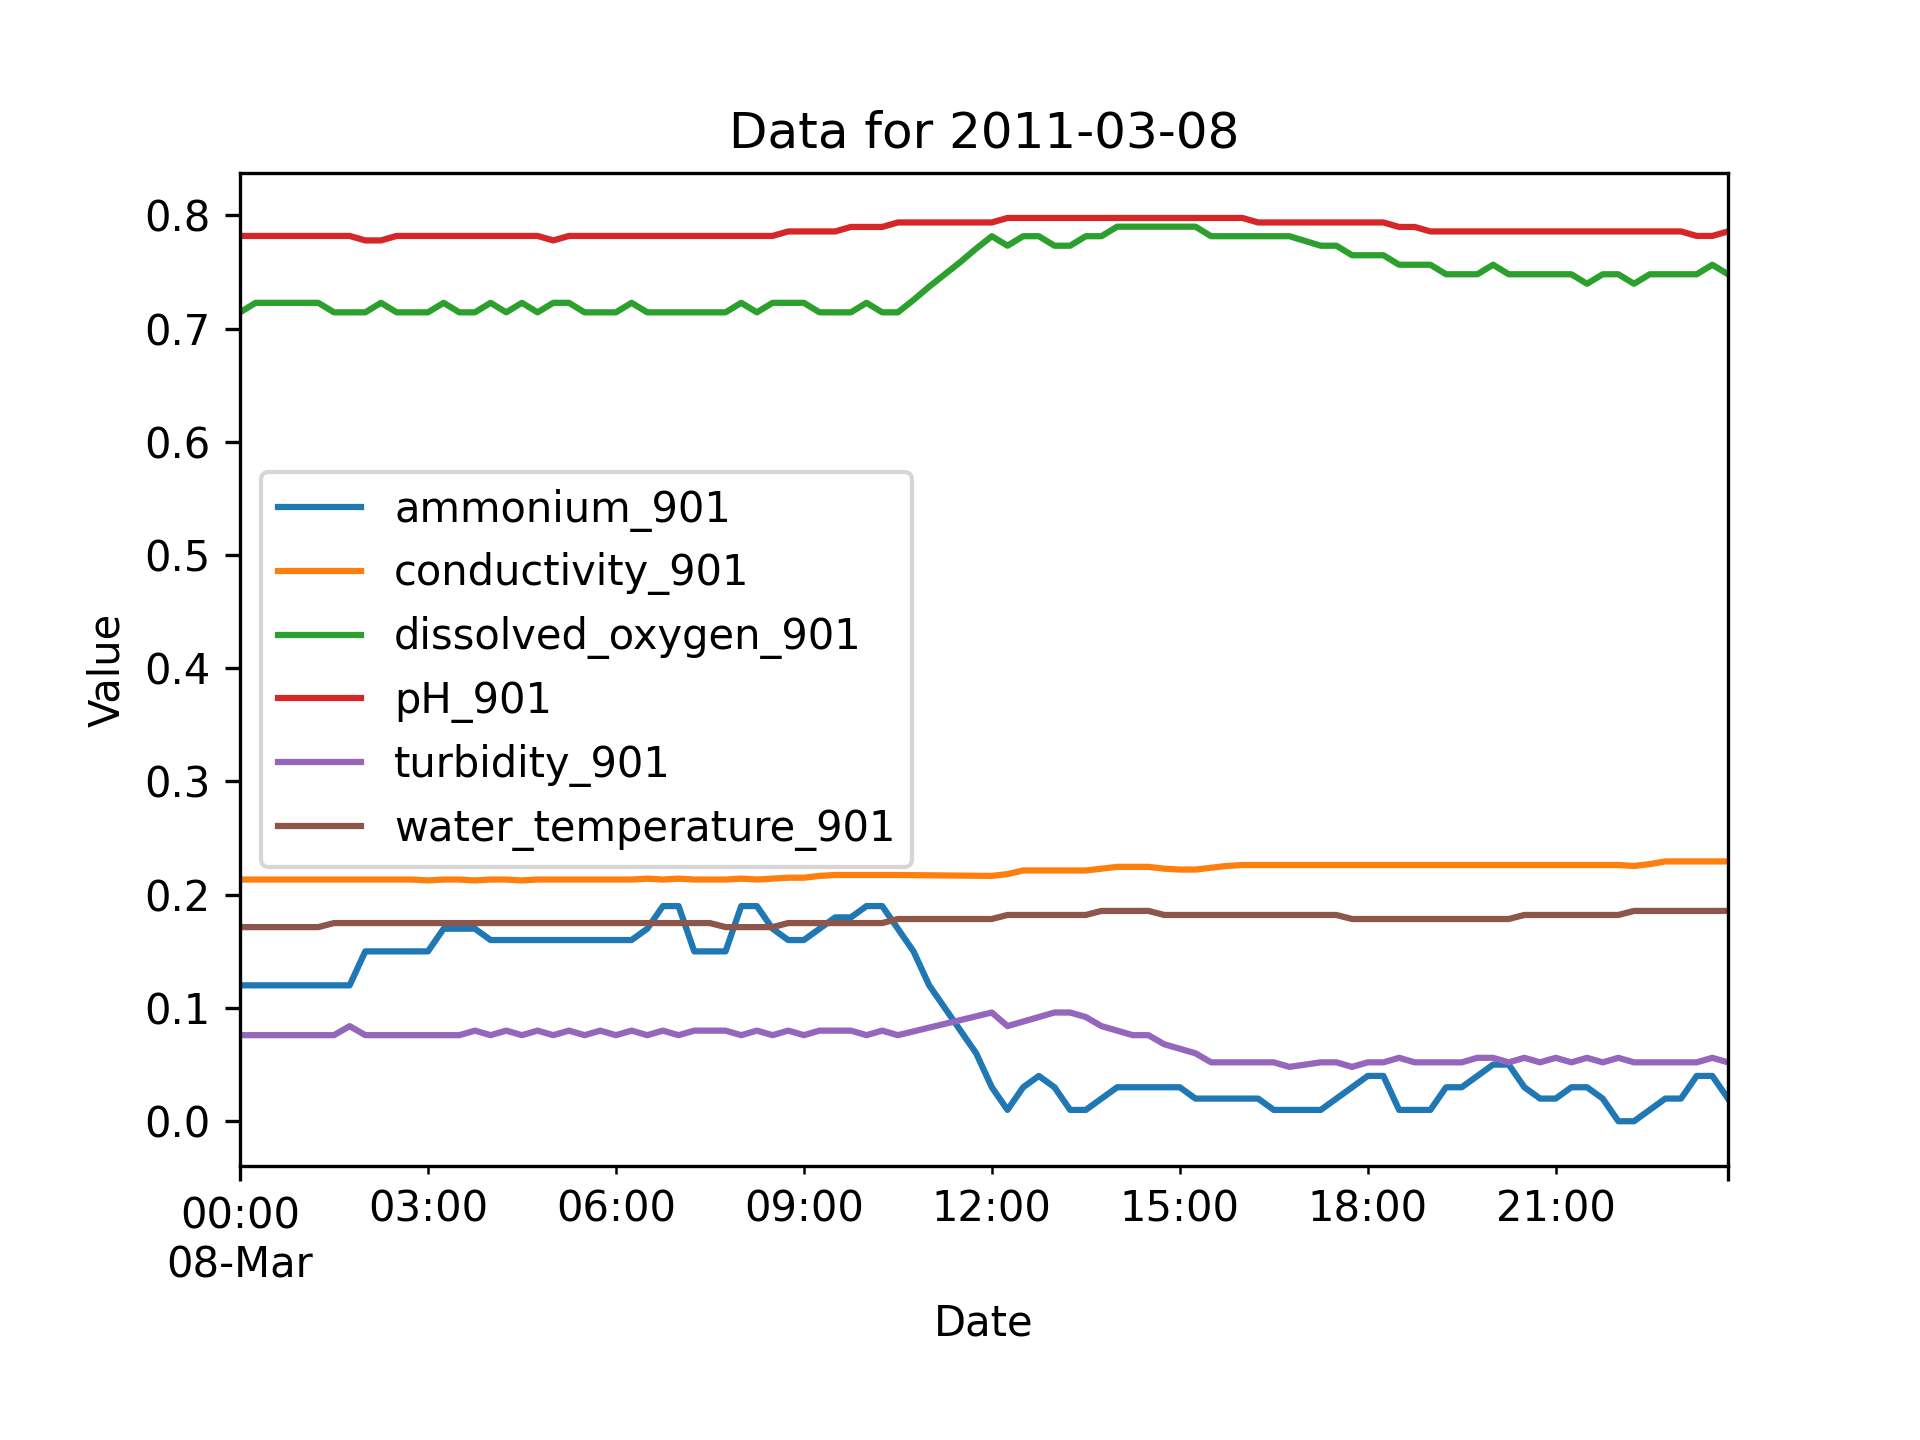 Data for 2011-03-08
0.8
0.7
0.6
0.5
0.4
0.3
0.2
0.1
0.0
Value
ammonium_901
conductivity_901
dissolved_oxygen_901
pH_901
turbidity_901
water_temperature_901
00:00 03:00 06:00 09:00 12:00 15:00 18:00 21:00
08-Mar
Date